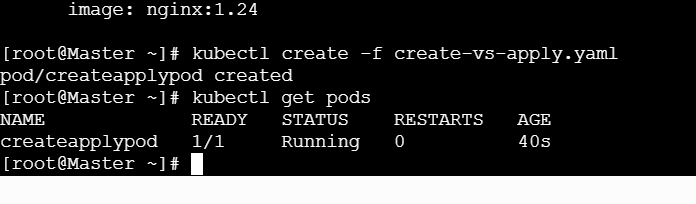 image: nginx:1.24
[root@Master ~]# kubectl create -f create-vs-apply.yaml
pod/createapplypod created
[root@Master ~]# kubectl get pods
NAME READY STATUS RESTARTS AGE
createapplypod 1/1 Running 0 40s
[root@Master ~]#